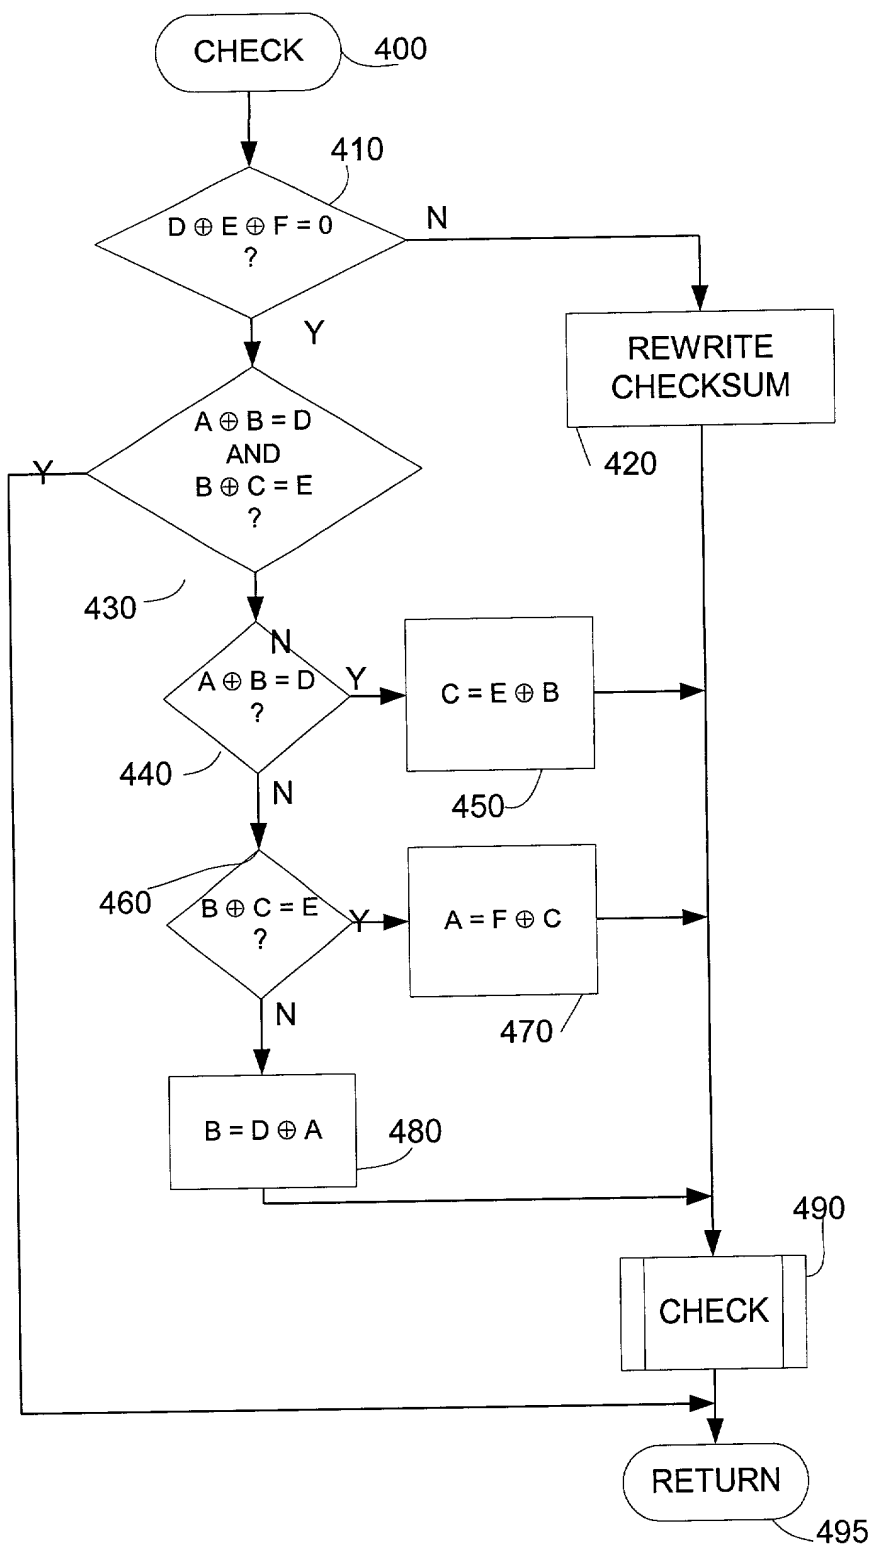 CHECK
400
410
D ⊕ E ⊕ F = 0
?
N
Y
REWRITE
CHECKSUM
420
A ⊕ B = D
AND
B ⊕ C = E
?
Y
430
N
A ⊕ B = D
?
Y
440
C = E ⊕ B
450
N
460
B ⊕ C = E
?
Y
A = F ⊕ C
470
N
B = D ⊕ A
480
490
CHECK
RETURN
495